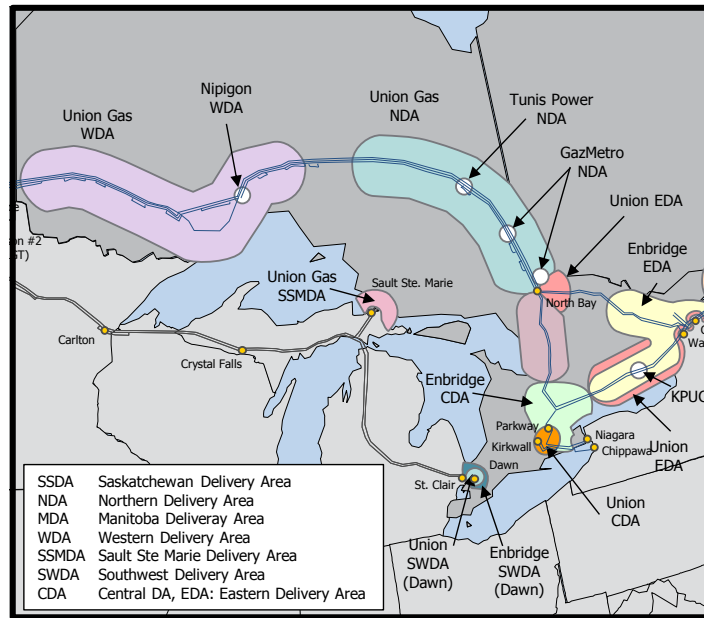 Nipigon
WDA
Union Gas
WDA
Union Gas
NDA
Tunis Power
NDA
GazMetro
NDA
Union EDA
Enbridge
EDA
on #2
GT)
Union Gas
SSMDA
Sault Ste. Marie
North Bay
Carlton
Crystal Falls
Enbridge
CDA
KPUC
Parkway
Kirkwall
Niagara
Chippawa
Union
EDA
Dawn
St. Clair
Union
CDA
Union
SWDA
(Dawn)
Enbridge
SWDA
(Dawn)
SSDA Saskatchewan Delivery Area
NDA Northern Delivery Area
MDA Manitoba Deliveray Area
WDA Western Delivery Area
SSMDA Sault Ste Marie Delivery Area
SWDA Southwest Delivery Area
CDA Central DA, EDA: Eastern Delivery Area